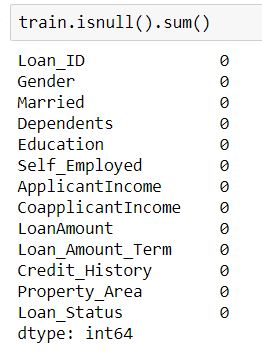 train.isnull().sum()
Loan_ID 0
Gender 0
Married 0
Dependents 0
Education 0
Self_Employed 0
ApplicantIncome 0
CoapplicantIncome 0
LoanAmount 0
Loan_Amount_Term 0
Credit_History 0
Property_Area 0
Loan_Status 0
dtype: int64